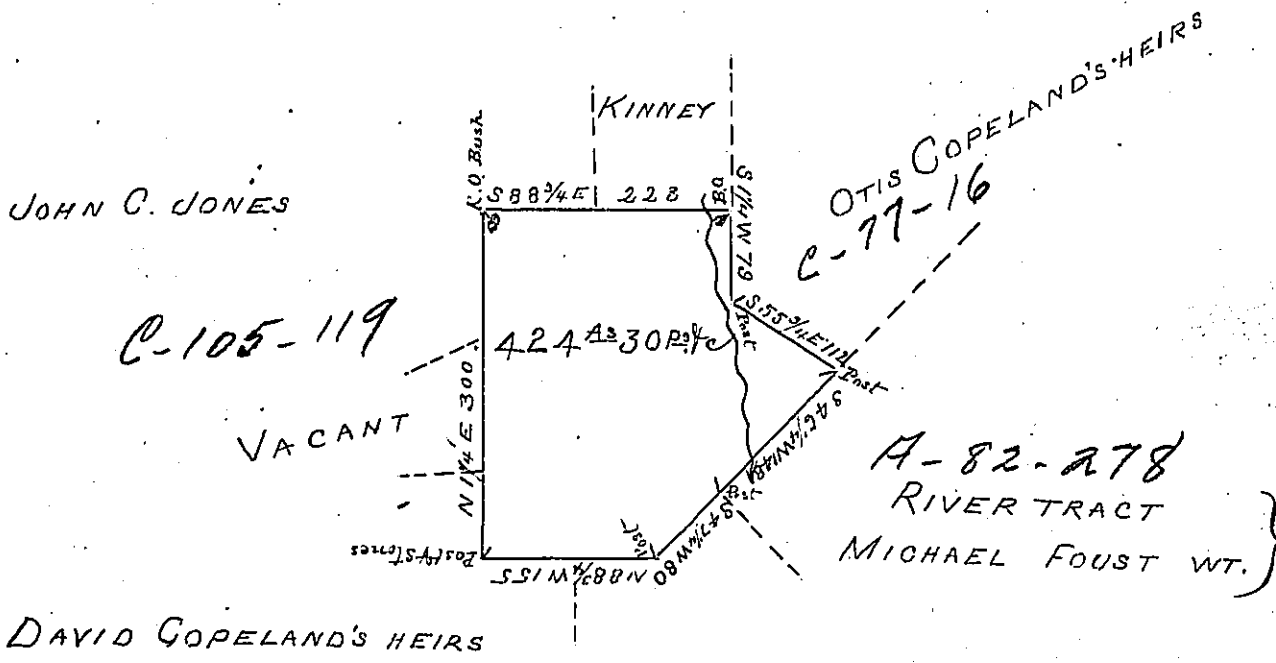 KINNEY
OTIS COPELAND'S HEIRS
C-77-16
JOHN C. JONES
R.O. Bush
S 88 3/4 E 228
B.O.
S 1 1/4 W 79
C-105-119
424 As 30 Ps &c
Post
S 55 3/4 E 112
Post
VACANT
N 1 1/4 E 300
S 46 1/4 W 148
A-82-278
RIVER TRACT
MICHAEL FOUST WT.
Post
S 47 1/4 W 80
Post
Post & Stones
N 88 3/4 W 155
DAVID COPELAND'S HEIRS